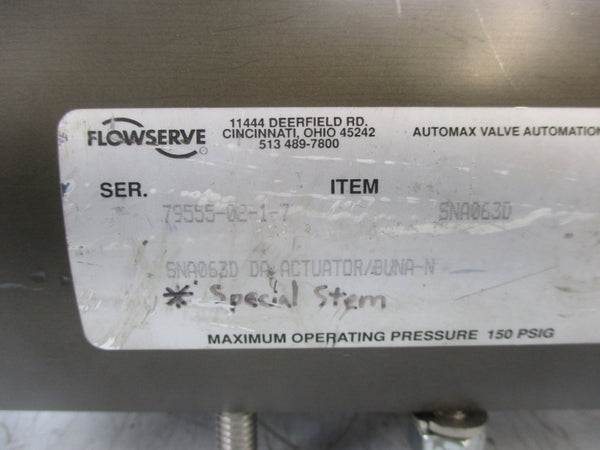 FLOWSERVE
11444 DEERFIELD RD.
CINCINNATI, OHIO 45242
513 489-7800
AUTOMAX VALVE AUTOMATION
SER. ITEM
79555-02-1-7 SNA063D
SNA063D DA ACTUATOR/BUNA-N
* Special Stem
MAXIMUM OPERATING PRESSURE 150 PSIG